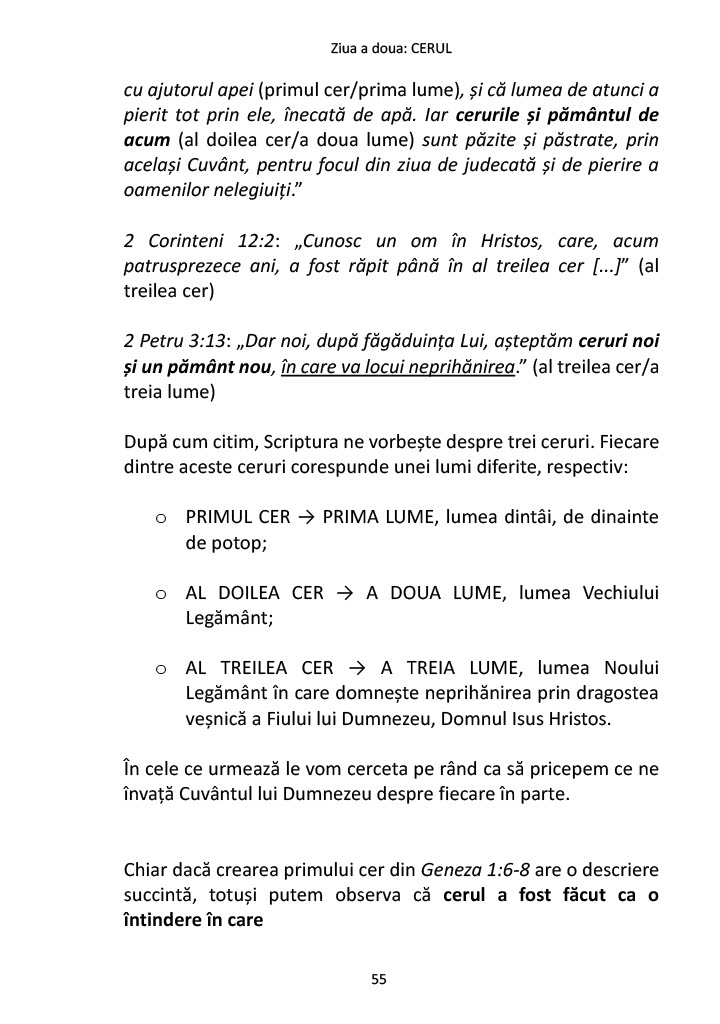 Ziua a doua: CERUL
cu ajutorul apei (primul cer/prima lume), și că lumea de atunci a
pierit tot prin ele, înecată de apă. Iar cerurile și pământul de
acum (al doilea cer/a doua lume) sunt păzite și păstrate, prin
același Cuvânt, pentru focul din ziua de judecată și de pierire a
oamenilor nelegiuiți.”
2 Corinteni 12:2: „Cunosc un om în Hristos, care, acum
patrusprezece ani, a fost răpit până în al treilea cer [...]” (al
treilea cer)
2 Petru 3:13: „Dar noi, după făgăduința Lui, așteptăm ceruri noi
și un pământ nou, în care va locui neprihănirea.” (al treilea cer/a
treia lume)
După cum citim, Scriptura ne vorbește despre trei ceruri. Fiecare
dintre aceste ceruri corespunde unei lumi diferite, respectiv:
o PRIMUL CER → PRIMA LUME, lumea dintâi, de dinainte
de potop;
o AL DOILEA CER → A DOUA LUME, lumea Vechiului
Legământ;
o AL TREILEA CER → A TREIA LUME, lumea Noului
Legământ în care domnește neprihănirea prin dragostea
veșnică a Fiului lui Dumnezeu, Domnul Isus Hristos.
În cele ce urmează le vom cerceta pe rând ca să pricepem ce ne
învață Cuvântul lui Dumnezeu despre fiecare în parte.
Chiar dacă crearea primului cer din Geneza 1:6-8 are o descriere
succintă, totuși putem observa că cerul a fost făcut ca o
întindere în care
55